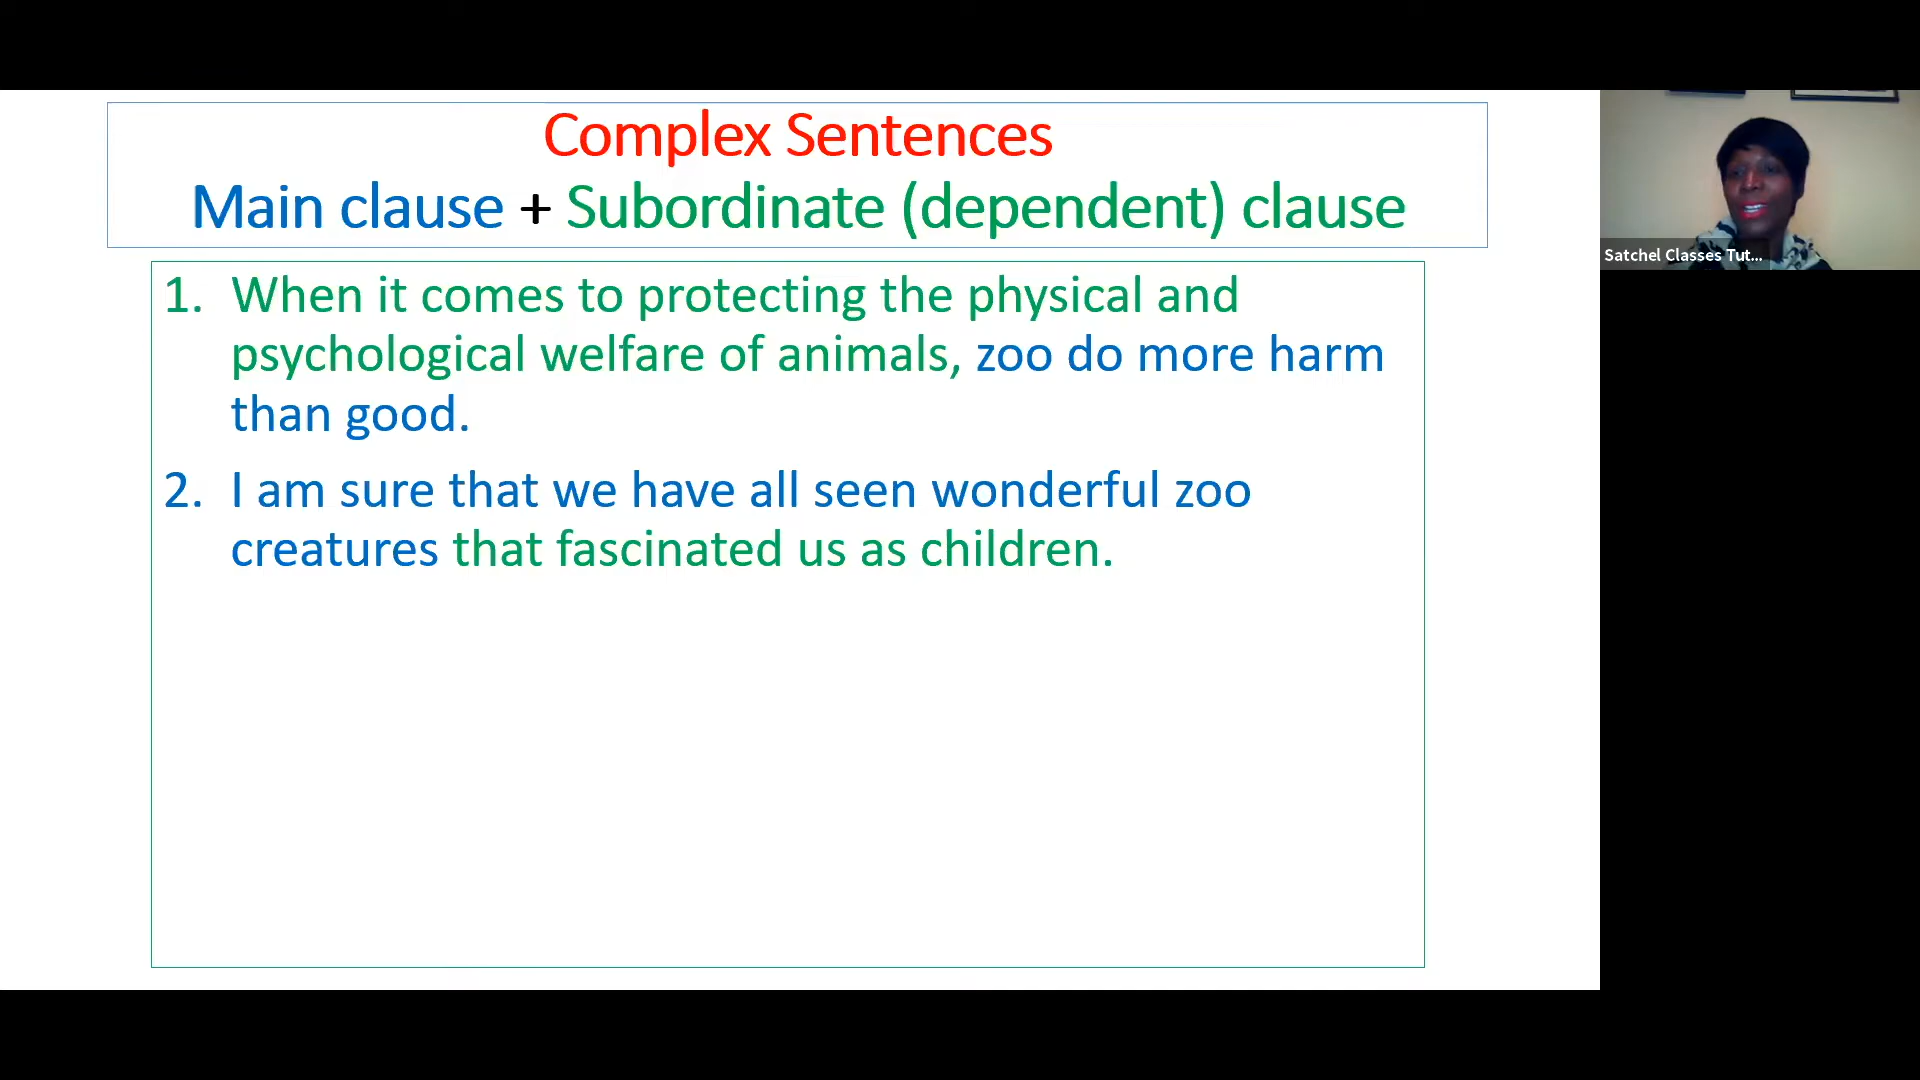 Complex Sentences
Main clause + Subordinate (dependent) clause
1. When it comes to protecting the physical and
psychological welfare of animals, zoo do more harm
than good.
2. I am sure that we have all seen wonderful zoo
creatures that fascinated us as children.
Satchel Classes Tut...